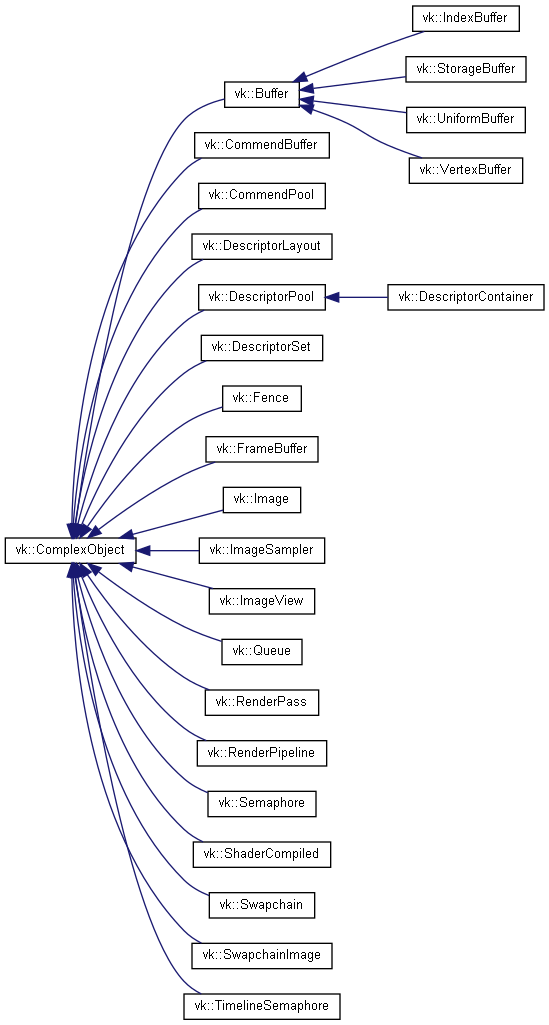 vk::IndexBuffer
vk::StorageBuffer
vk::Buffer
vk::UniformBuffer
vk::CommendBuffer
vk::VertexBuffer
vk::CommendPool
vk::DescriptorLayout
vk::DescriptorPool
vk::DescriptorContainer
vk::DescriptorSet
vk::Fence
vk::FrameBuffer
vk::Image
vk::ComplexObject
vk::ImageSampler
vk::ImageView
vk::Queue
vk::RenderPass
vk::RenderPipeline
vk::Semaphore
vk::ShaderCompiled
vk::Swapchain
vk::SwapchainImage
vk::TimelineSemaphore